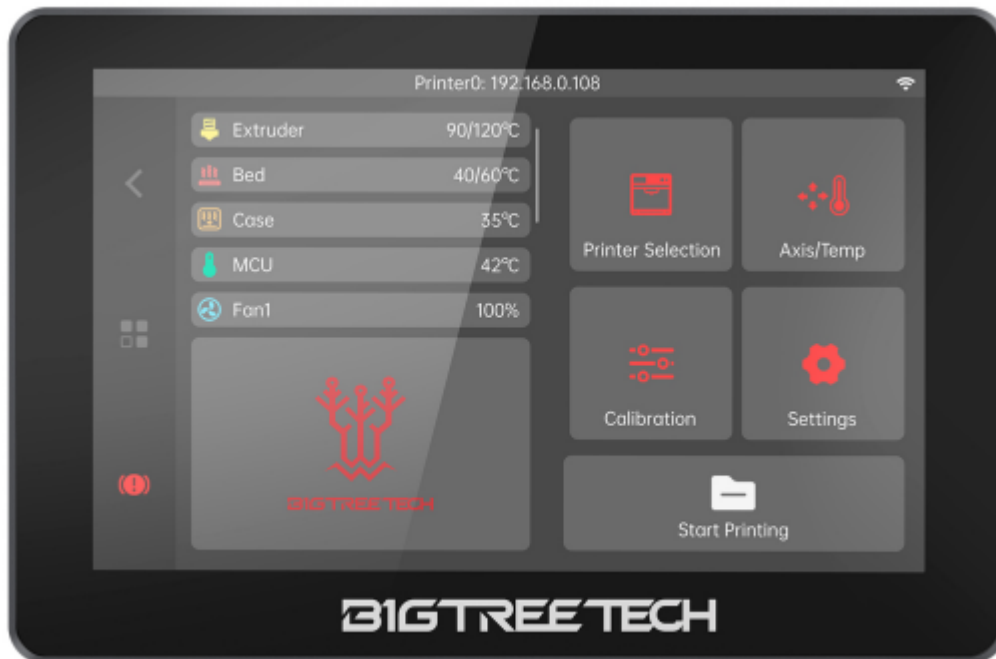 Printer0: 192.168.0.108
Extruder 90/120℃
Bed 40/60℃
Case 35℃
MCU 42℃
Fan1 100%
BIGTREETECH
Printer Selection
Axis/Temp
Calibration
Settings
Start Printing
BIGTREETECH